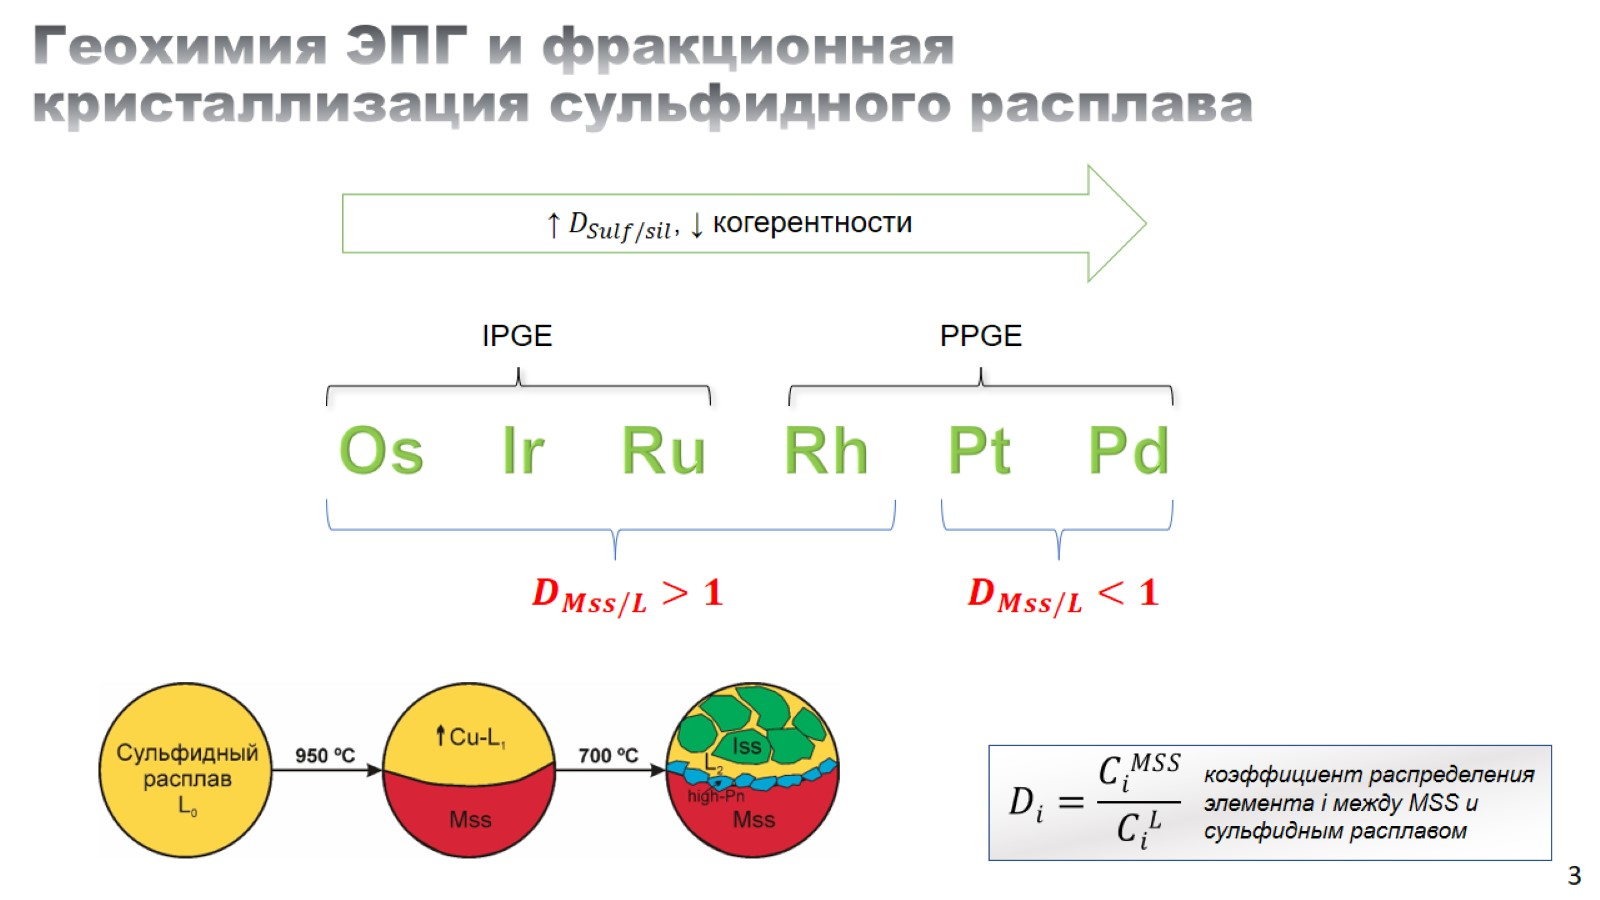 Геохимия ЭПГ и фракционная
кристаллизация сульфидного расплава
↑ D_Sulf/sil, ↓ когерентности
IPGE PPGE
Os Ir Ru Rh Pt Pd
D_Mss/L > 1 D_Mss/L < 1
Сульфидный
расплав
L₀
950 ºC
↑Cu-L₁
Mss
700 ºC
Iss
L₂
high-Pn
Mss
D_i = C_i^MSS / C_i^L
коэффициент распределения
элемента i между MSS и
сульфидным расплавом
3